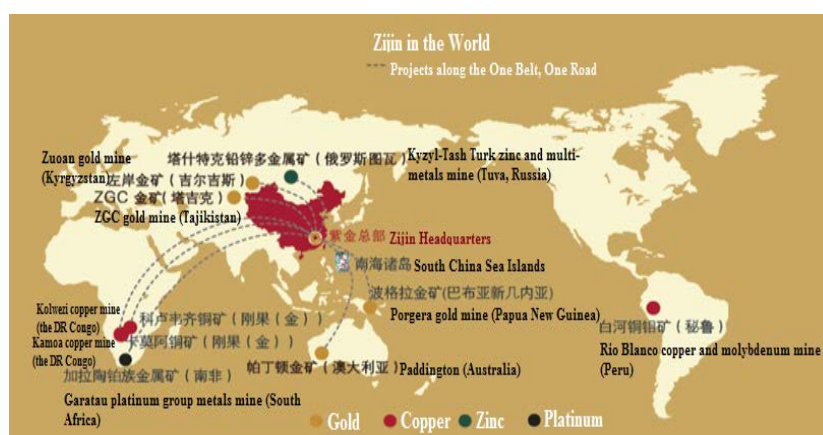 Zijin in the World
Projects along the One Belt, One Road
Zuoan gold mine
(Kyrgyzstan)
塔什特克铅锌多金属矿（俄罗斯图瓦）
Kyzyl-Tash Turk zinc and multi-
metals mine (Tuva, Russia)
左岸金矿（吉尔吉斯）
ZGC 金矿（塔吉克）
ZGC gold mine (Tajikistan)
紫金总部 Zijin Headquarters
南海诸岛 South China Sea Islands
波格拉金矿(巴布亚新几内亚)
Porgera gold mine (Papua New Guinea)
Kolwezi copper mine
(the DR Congo)
科卢韦齐铜矿（刚果（金））
Kamoa copper mine
(the DR Congo)
卡莫阿铜矿（刚果（金））
白河铜钼矿（秘鲁）
Rio Blanco copper and molybdenum mine
(Peru)
加拉陶铂族金属矿（南非）
帕丁顿金矿（澳大利亚）Paddington (Australia)
Garatau platinum group metals mine (South
Africa)
Gold
Copper
Zinc
Platinum